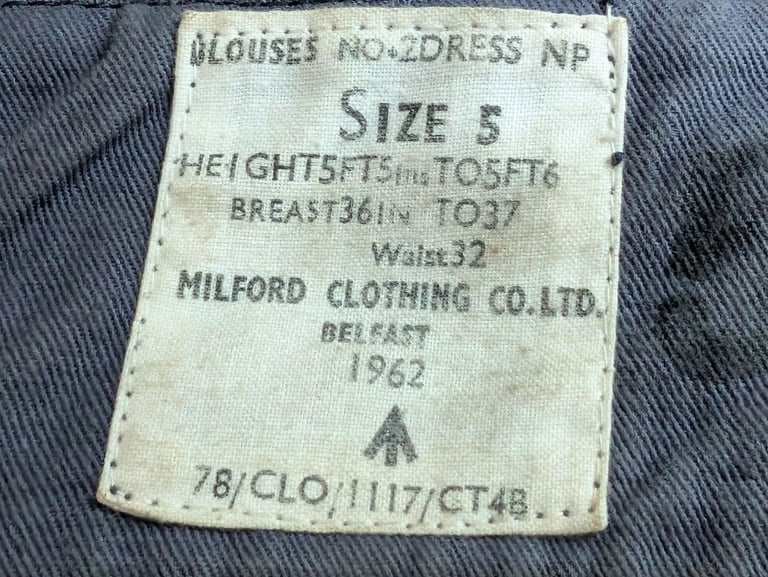 BLOUSES NO.2DRESS NP
SIZE 5
HEIGHT5FT5ins TO5FT6
BREAST36IN TO37
Waist32
MILFORD CLOTHING CO.LTD.
BELFAST
1962
78/CLO/1117/CT4B